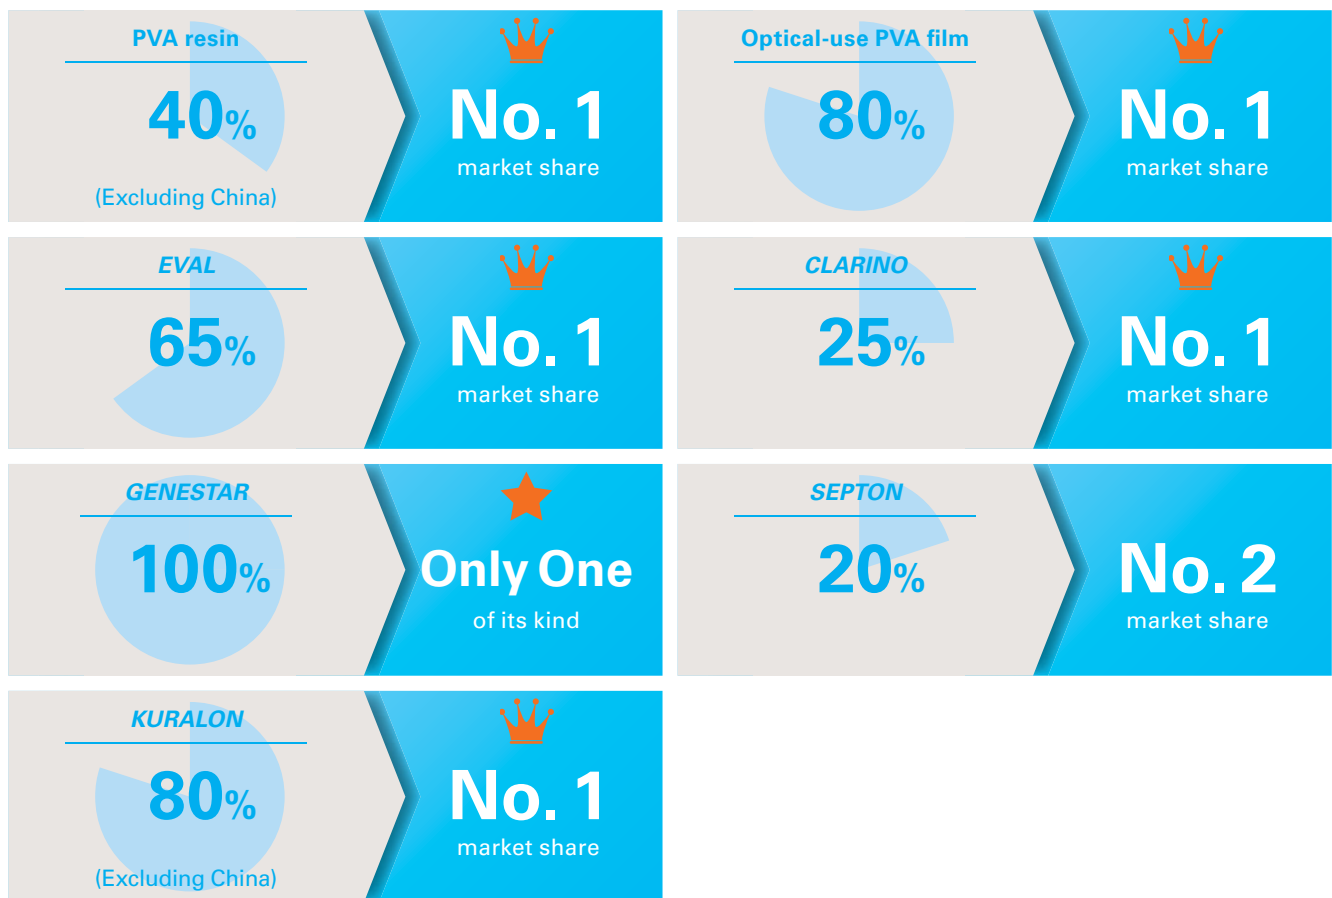 PVA resin
40%
(Excluding China)
No. 1
market share
Optical-use PVA film
80%
No. 1
market share
EVAL
65%
No. 1
market share
CLARINO
25%
No. 1
market share
GENESTAR
100%
Only One
of its kind
SEPTON
20%
No. 2
market share
KURALON
80%
(Excluding China)
No. 1
market share